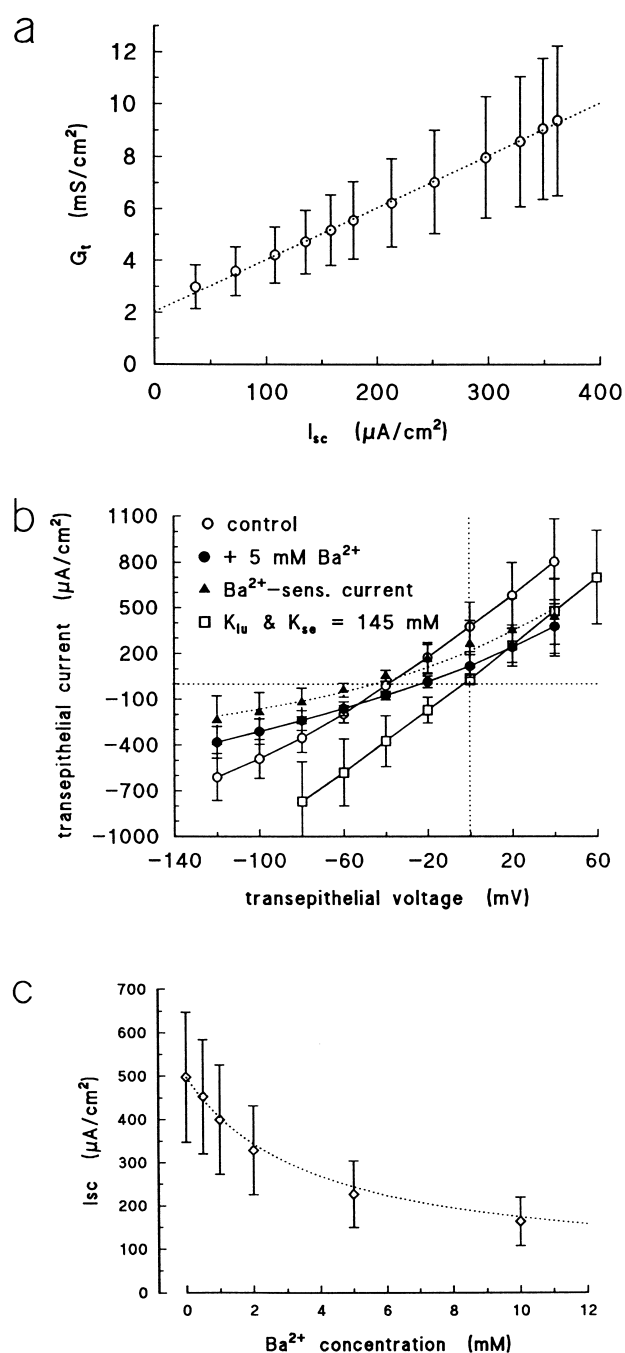 a
12
10
8
6
4
2
0
G_t (mS/cm²)
0 100 200 300 400
I_sc (μA/cm²)
b
1100
800
500
200
−100
−400
−700
−1000
transepithelial current (μA/cm²)
control
+ 5 mM Ba²⁺
Ba²⁺−sens. current
K_lu & K_se = 145 mM
−140 −100 −60 −20 20 60
transepithelial voltage (mV)
c
700
600
500
400
300
200
100
0
Isc (μA/cm²)
0 2 4 6 8 10 12
Ba²⁺ concentration (mM)